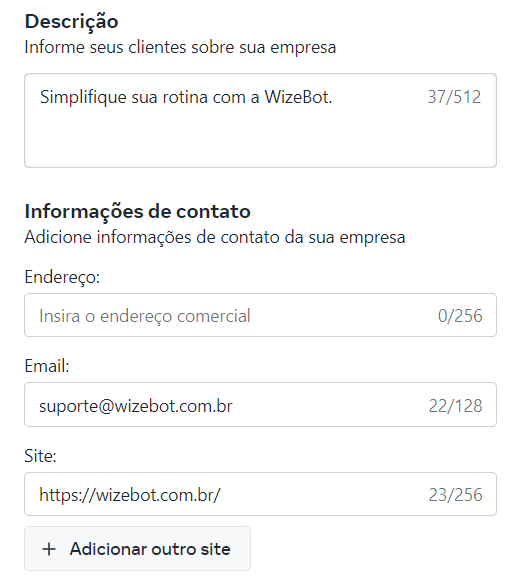 Descrição
Informe seus clientes sobre sua empresa
Simplifique sua rotina com a WizeBot. 37/512
Informações de contato
Adicione informações de contato da sua empresa
Endereço:
Insira o endereço comercial 0/256
Email:
suporte@wizebot.com.br 22/128
Site:
https://wizebot.com.br/ 23/256
+ Adicionar outro site